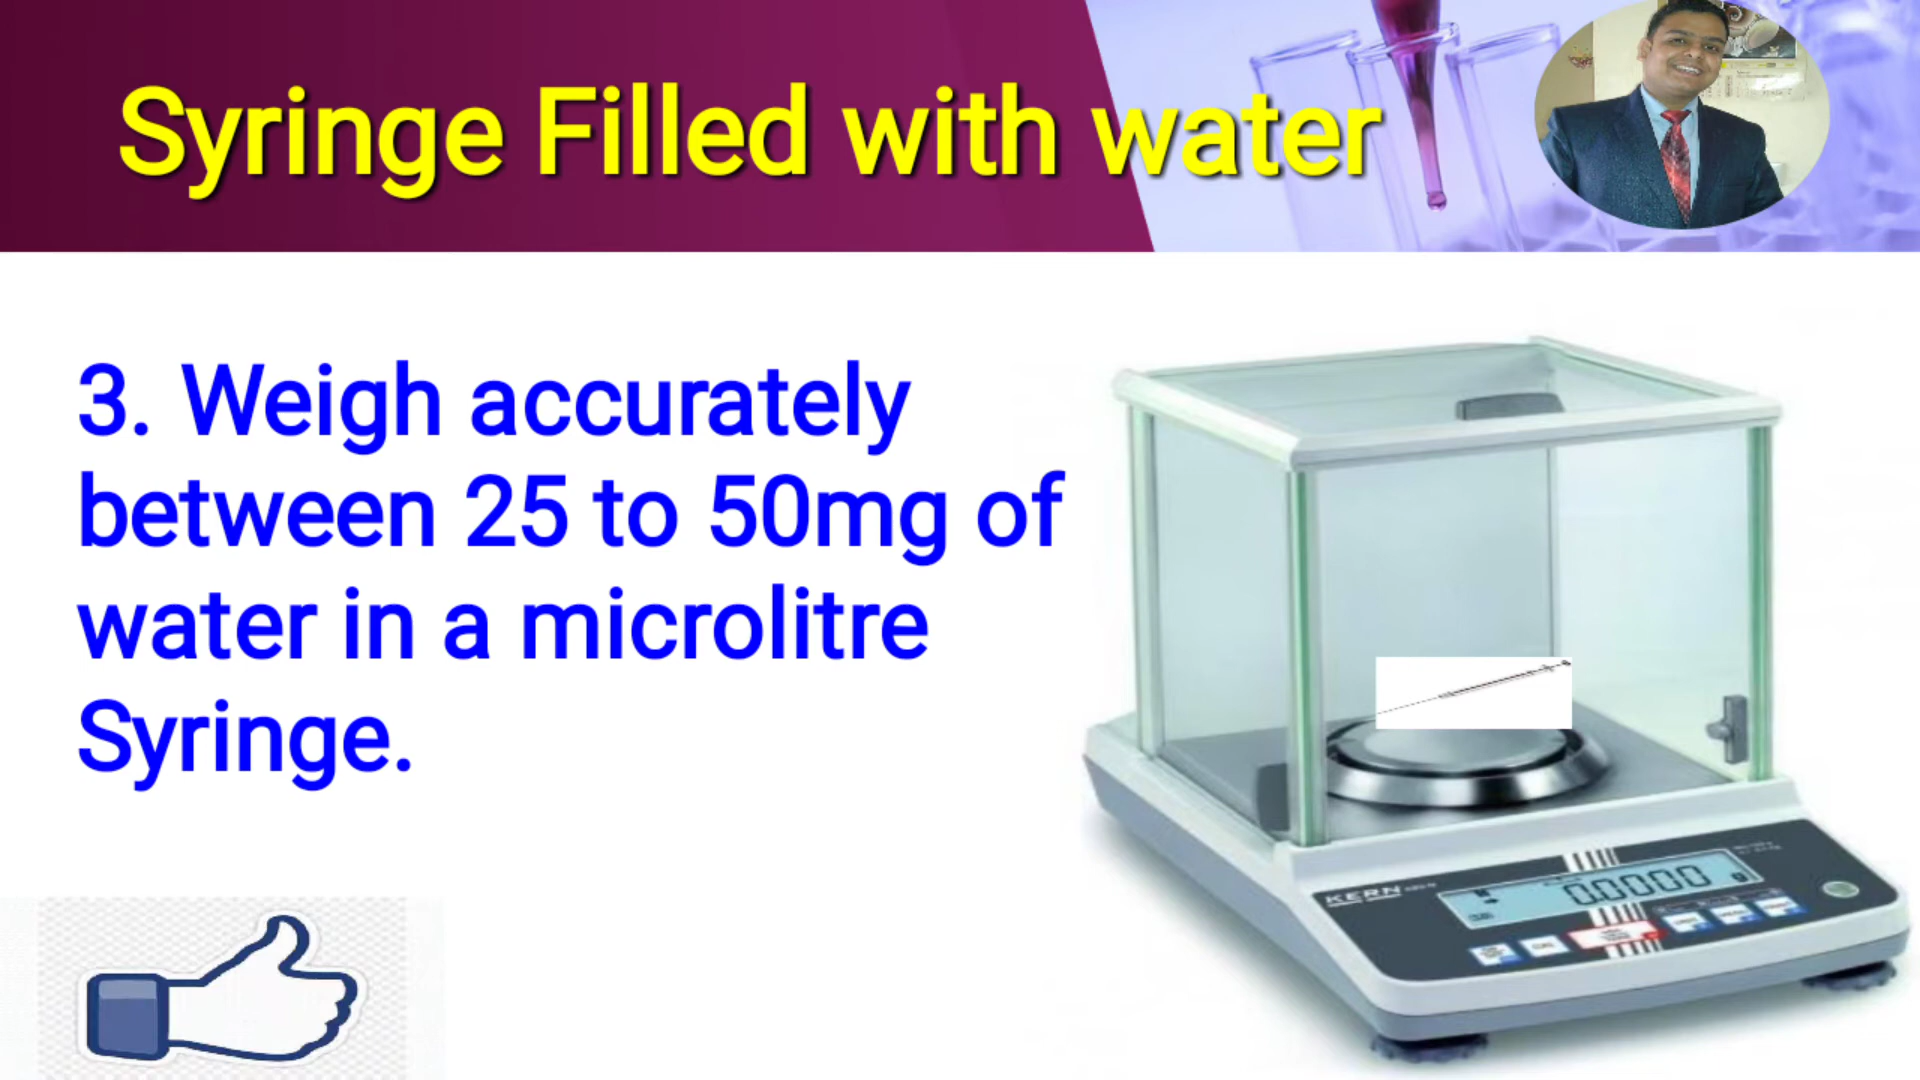 Syringe Filled with water
3. Weigh accurately
between 25 to 50mg of
water in a microlitre
Syringe.
KERN
0.0000 g